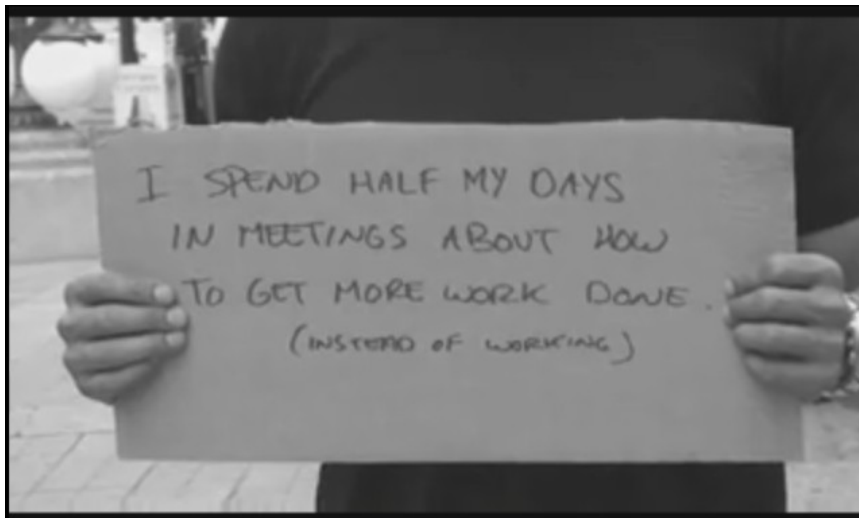 I SPEND HALF MY DAYS
IN MEETINGS ABOUT HOW
TO GET MORE WORK DONE.
(INSTEAD OF WORKING)